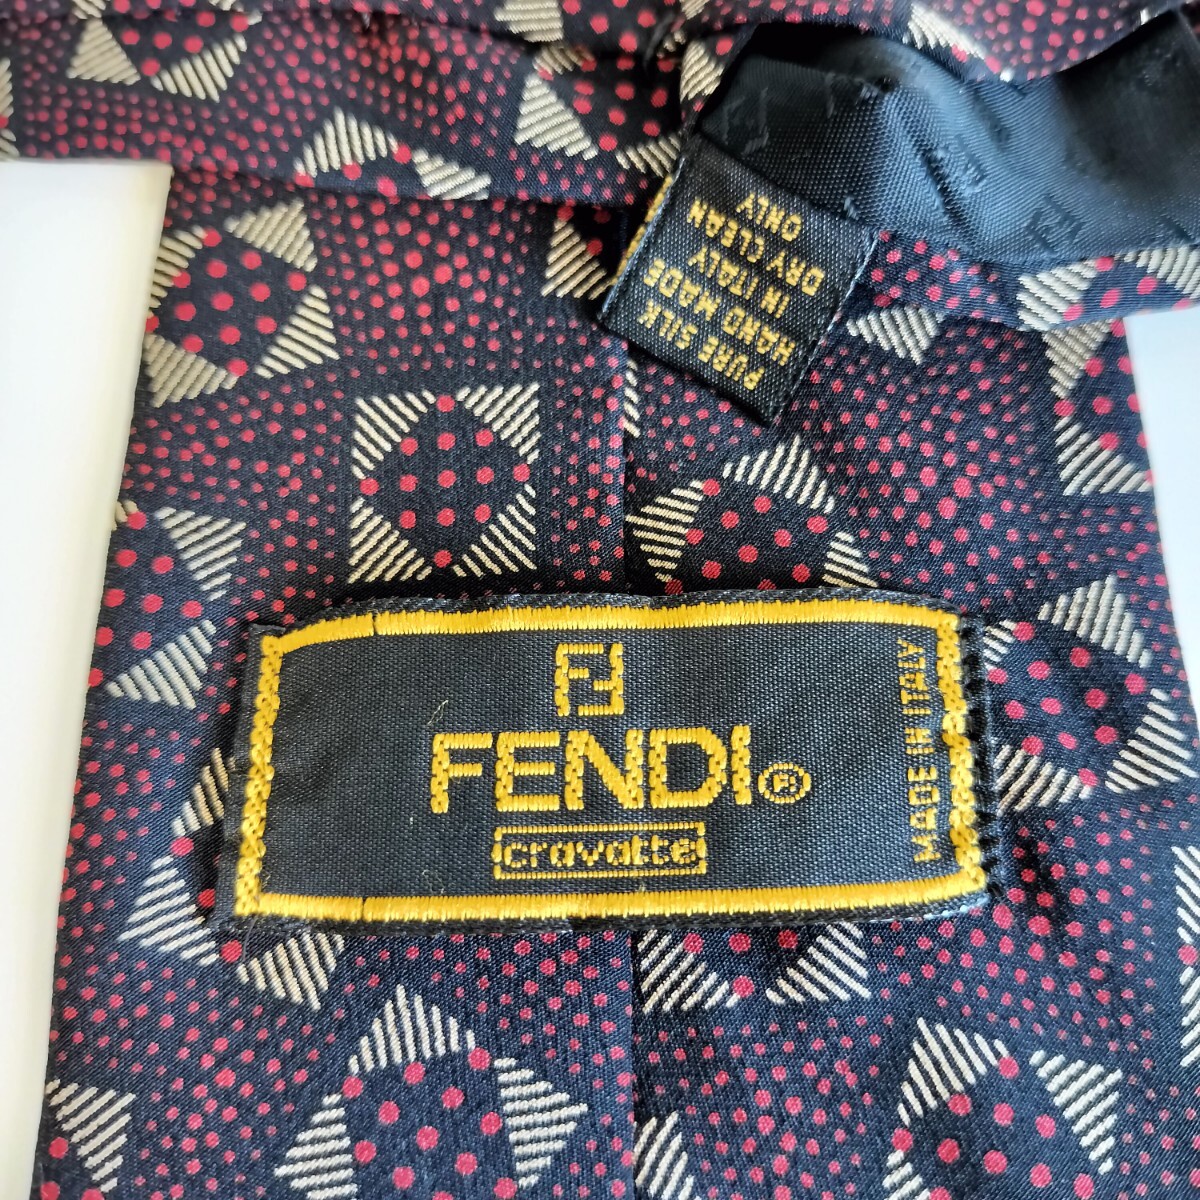 PURE SILK
HAND MADE
IN ITALY
DRY CLEAN
ONLY
FF
FENDI®
cravatte
MADE IN ITALY